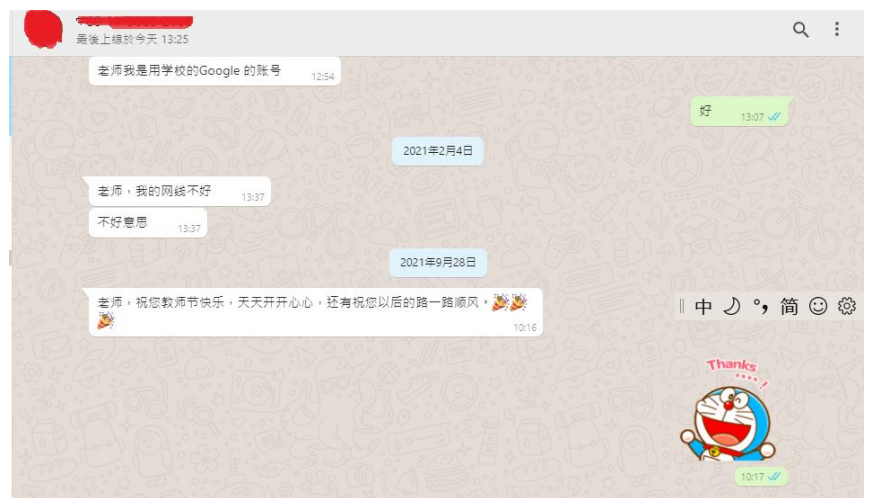 最後上線於今天 13:25
老师我是用学校的Google 的账号
12:54
好
13:07
2021年2月4日
老师，我的网线不好
13:37
不好意思
13:37
2021年9月28日
老师，祝您教师节快乐，天天开开心心，还有祝您以后的路一路顺风。🎉🎉
🎉
10:16
中 简
Thanks
....!
10:17